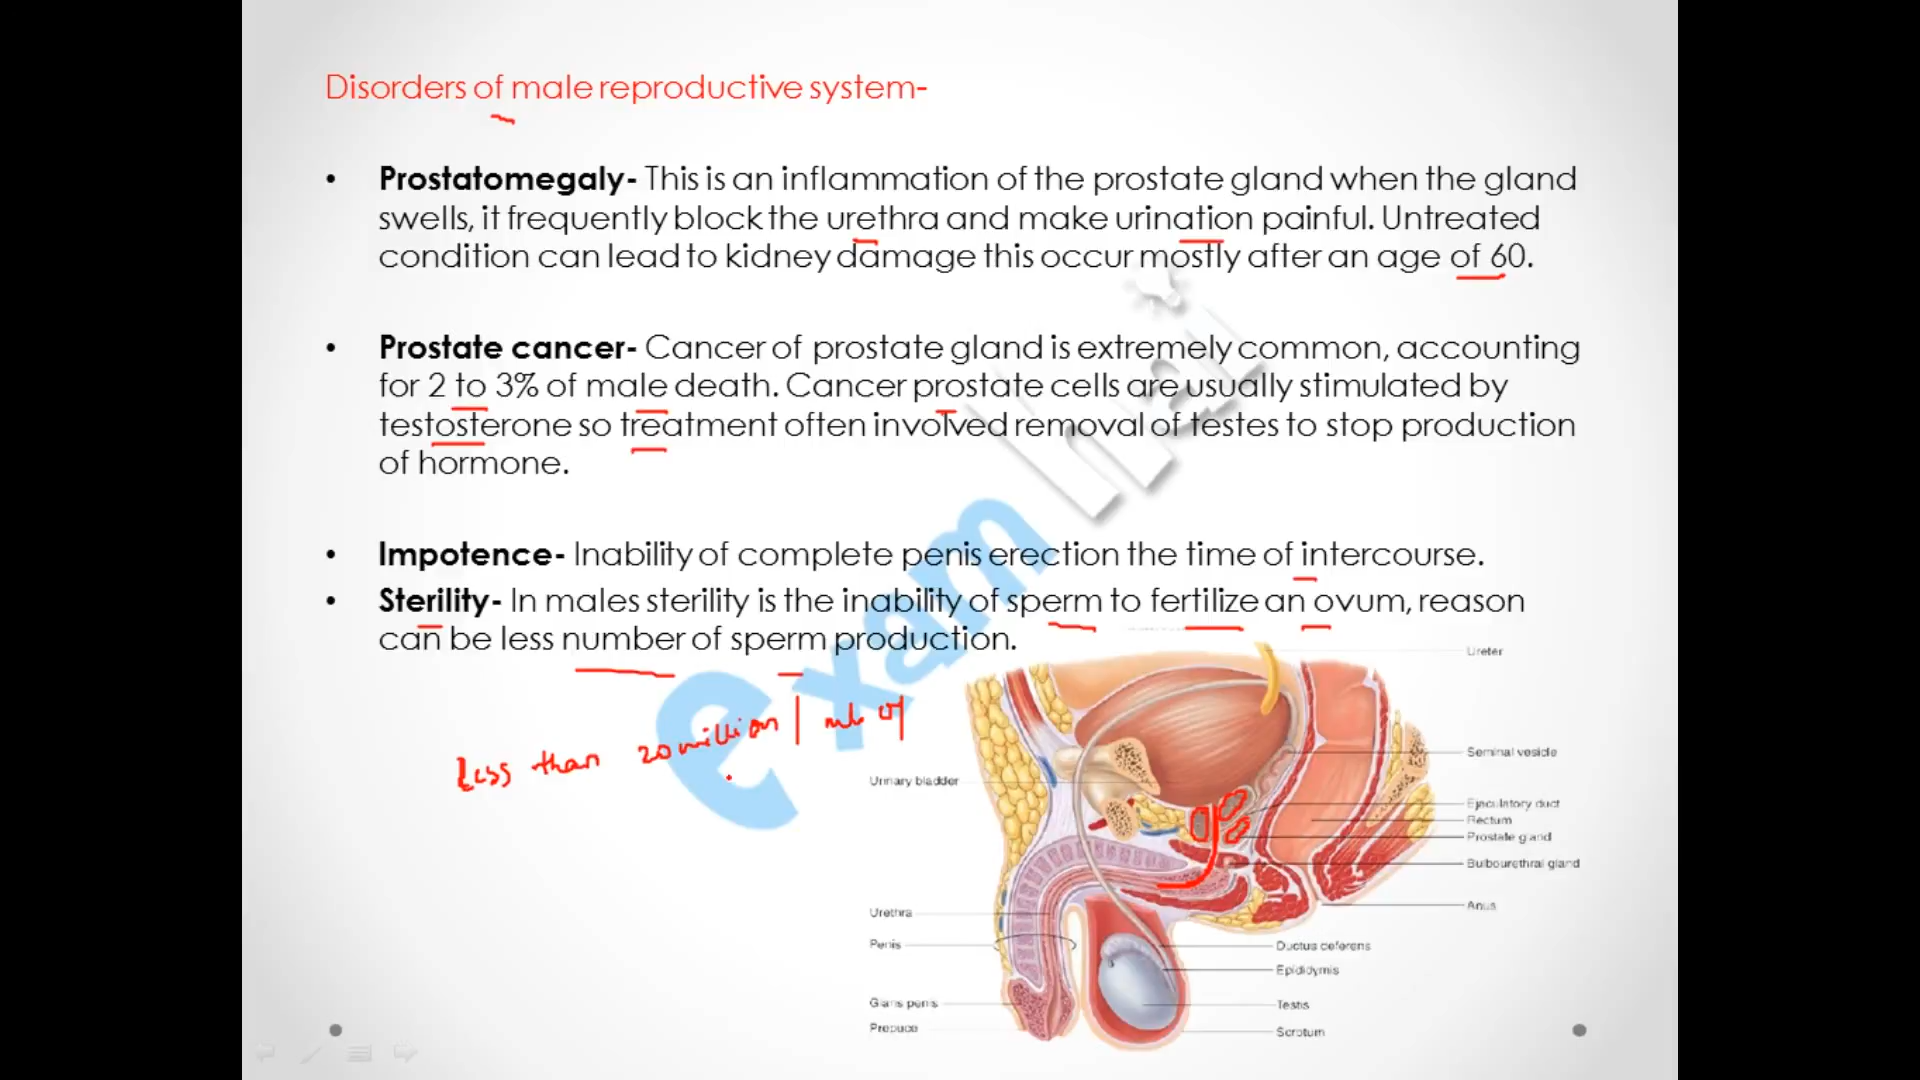 Disorders of male reproductive system-
• Prostatomegaly- This is an inflammation of the prostate gland when the gland
swells, it frequently block the urethra and make urination painful. Untreated
condition can lead to kidney damage this occur mostly after an age of 60.
• Prostate cancer- Cancer of prostate gland is extremely common, accounting
for 2 to 3% of male death. Cancer prostate cells are usually stimulated by
testosterone so treatment often involved removal of testes to stop production
of hormone.
• Impotence- Inability of complete penis erection the time of intercourse.
• Sterility- In males sterility is the inability of sperm to fertilize an ovum, reason
can be less number of sperm production.
Less than 20 million | of
exam hai
Ureter
Seminal vesicle
Urinary bladder
Ejaculatory duct
Rectum
Prostate gland
Bulbourethral gland
Anus
Urethra
Penis
Ductus deferens
Epididymis
Glans penis
Testis
Prepuce
Scrotum